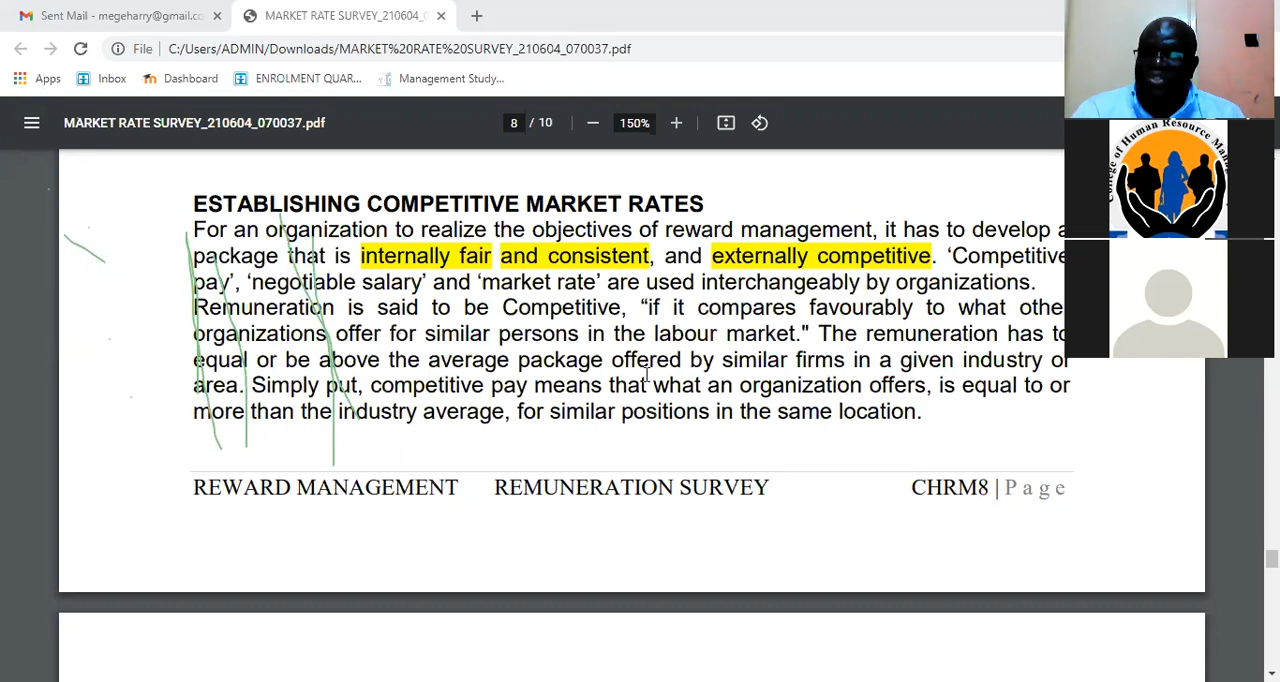 Sent Mail - megeharry@gmail.co
MARKET RATE SURVEY_210604_0
File
C:/Users/ADMIN/Downloads/MARKET%20RATE%20SURVEY_210604_070037.pdf
Apps
Inbox
Dashboard
ENROLMENT QUAR...
Management Study...
MARKET RATE SURVEY_210604_070037.pdf
8 / 10
150%
College of Human Resource Mana
ESTABLISHING COMPETITIVE MARKET RATES
For an organization to realize the objectives of reward management, it has to develop a
package that is internally fair and consistent, and externally competitive. ‘Competitive
pay’, ‘negotiable salary’ and ‘market rate’ are used interchangeably by organizations.
Remuneration is said to be Competitive, “if it compares favourably to what other
organizations offer for similar persons in the labour market." The remuneration has to
equal or be above the average package offered by similar firms in a given industry or
area. Simply put, competitive pay means that what an organization offers, is equal to or
more than the industry average, for similar positions in the same location.
REWARD MANAGEMENT REMUNERATION SURVEY CHRM8 | Page